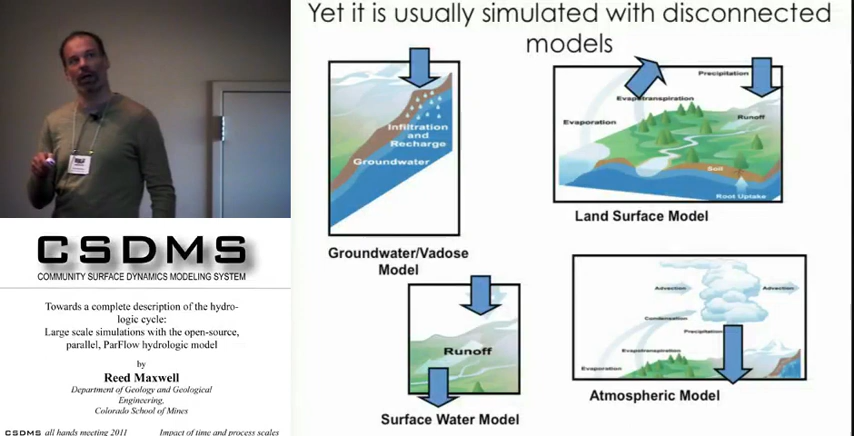 Yet it is usually simulated with disconnected
models
Infiltration
and
Recharge
Groundwater
Groundwater/Vadose
Model
Precipitation
Evapotranspiration
Evaporation
Runoff
Soil
Root Uptake
Land Surface Model
Runoff
Surface Water Model
Advection
Advection
Condensation
Precipitation
Evapotranspiration
Evaporation
Atmospheric Model
CSDMS
COMMUNITY SURFACE DYNAMICS MODELING SYSTEM
Towards a complete description of the hydro-
logic cycle:
Large scale simulations with the open-source,
parallel, ParFlow hydrologic model
by
Reed Maxwell
Department of Geology and Geological
Engineering,
Colorado School of Mines
CSDMS all hands meeting 2011 Impact of time and process scales